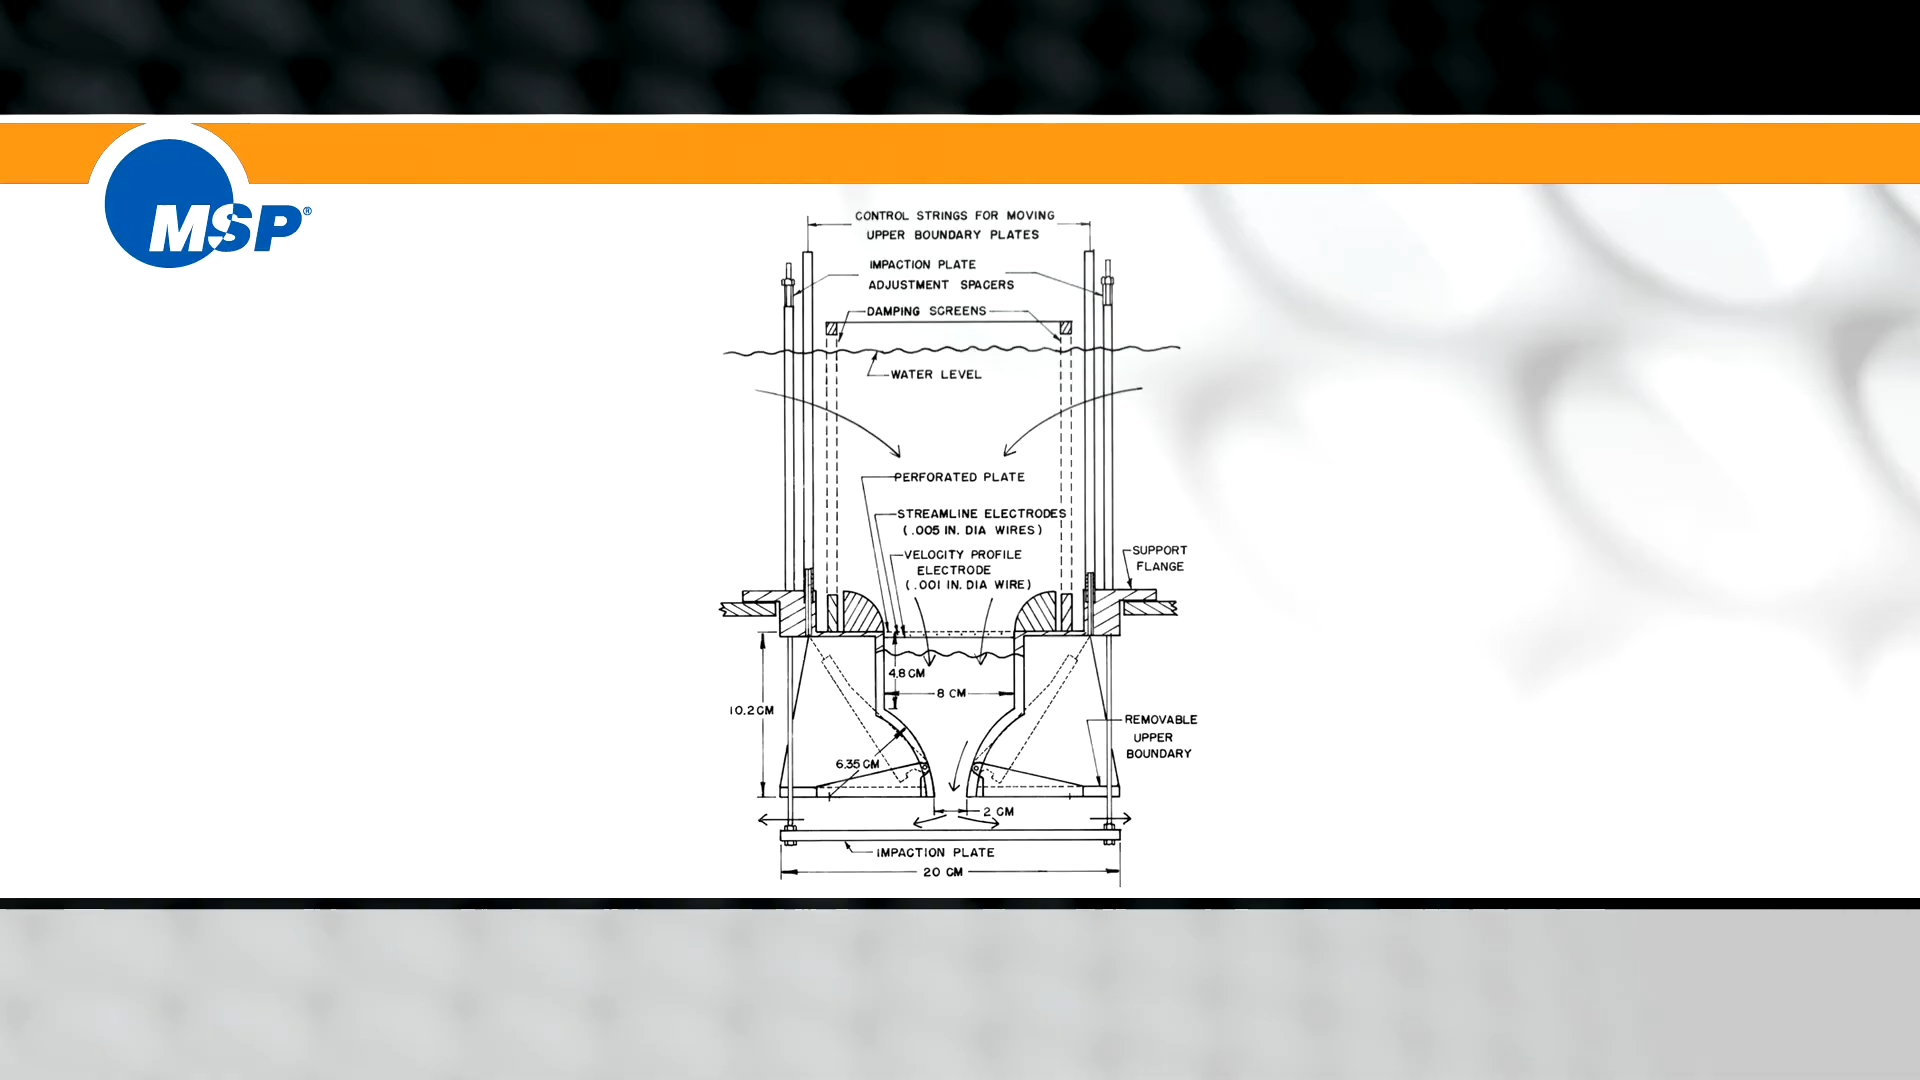 MSP®
CONTROL STRINGS FOR MOVING
UPPER BOUNDARY PLATES
IMPACTION PLATE
ADJUSTMENT SPACERS
DAMPING SCREENS
WATER LEVEL
PERFORATED PLATE
STREAMLINE ELECTRODES
(.005 IN. DIA WIRES)
VELOCITY PROFILE
ELECTRODE
(.001 IN. DIA WIRE)
SUPPORT
FLANGE
4.8 CM
8 CM
10.2 CM
REMOVABLE
UPPER
BOUNDARY
6.35 CM
2 CM
IMPACTION PLATE
20 CM